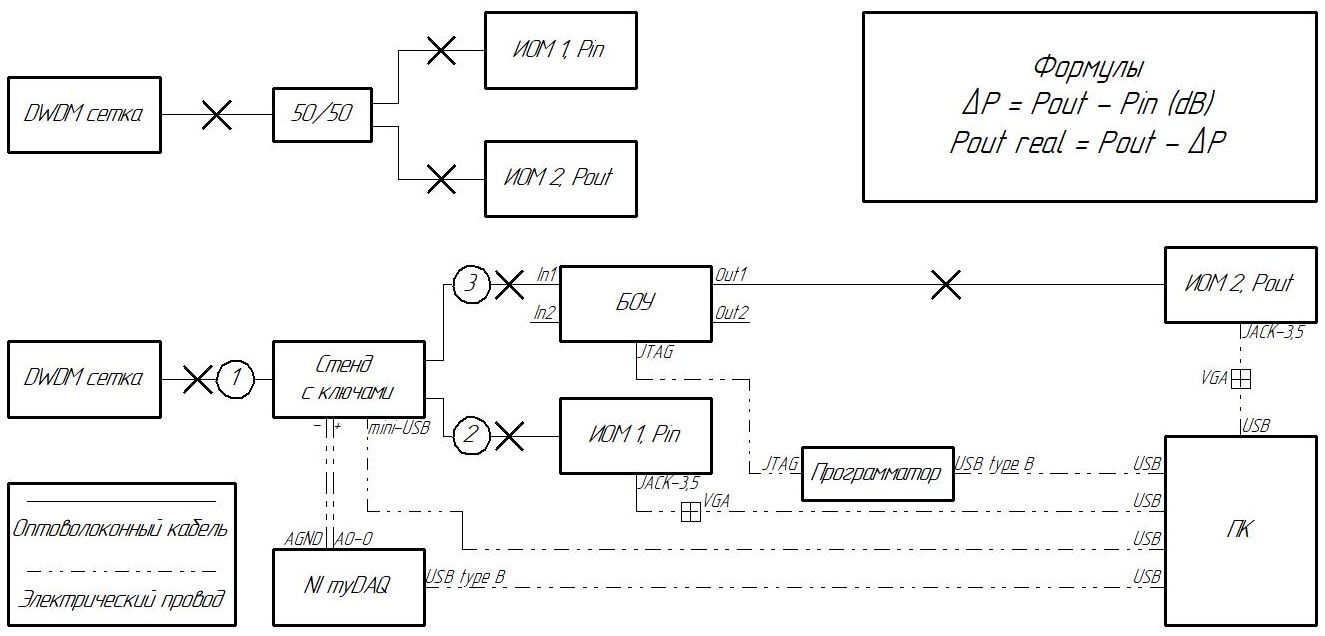 ИОМ 1, Pin
DWDM сетка
50/50
ИОМ 2, Pout
Формулы
ΔP = Pout – Pin (dB)
Pout real = Pout – ΔP
3
In1
In2
БОУ
Out1
Out2
JTAG
ИОМ 2, Pout
JACK-3,5
VGA
USB
DWDM сетка
1
Стенд
с ключами
- +
mini-USB
2
ИОМ 1, Pin
JACK-3,5
VGA
JTAG
Программатор
USB type B
USB
USB
USB
USB
ПК
Оптоволоконный кабель
Электрический провод
AGND
AO-0
NI myDAQ
USB type B